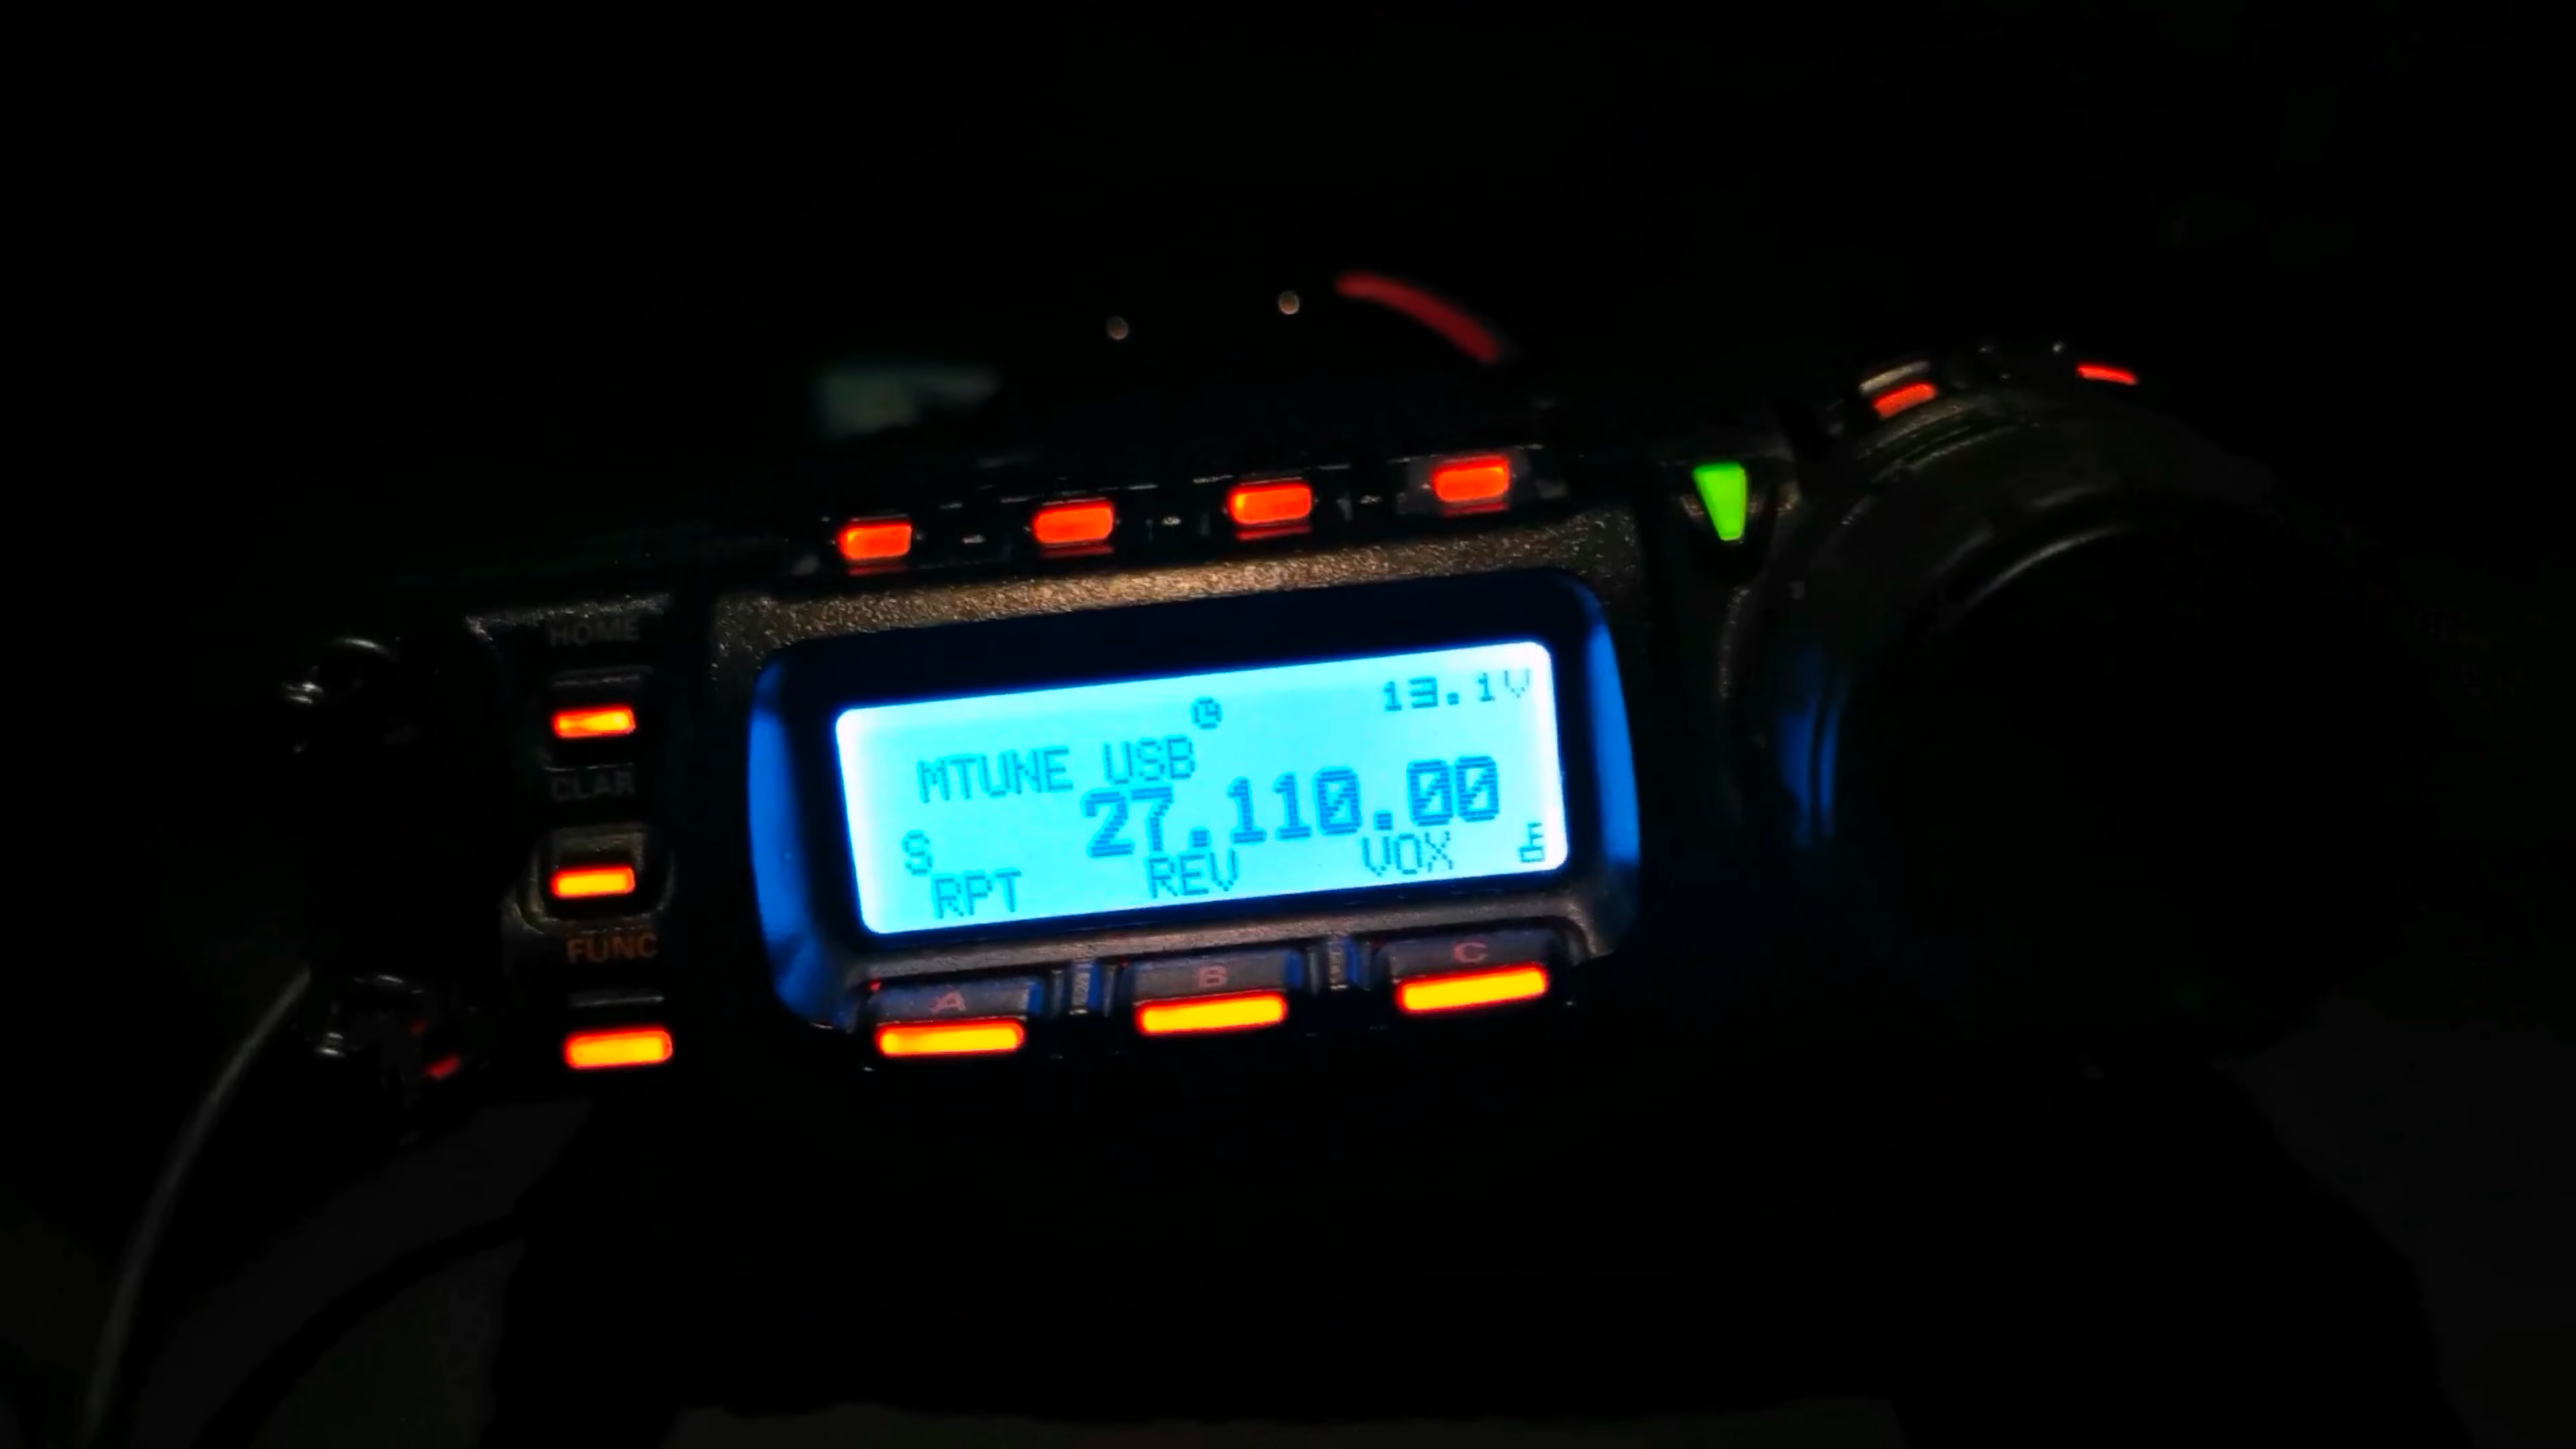 HOME
13.1V
MTUNE USB
27.110.00
CLAR
S
RPT REV VOX
FUNC
A B C